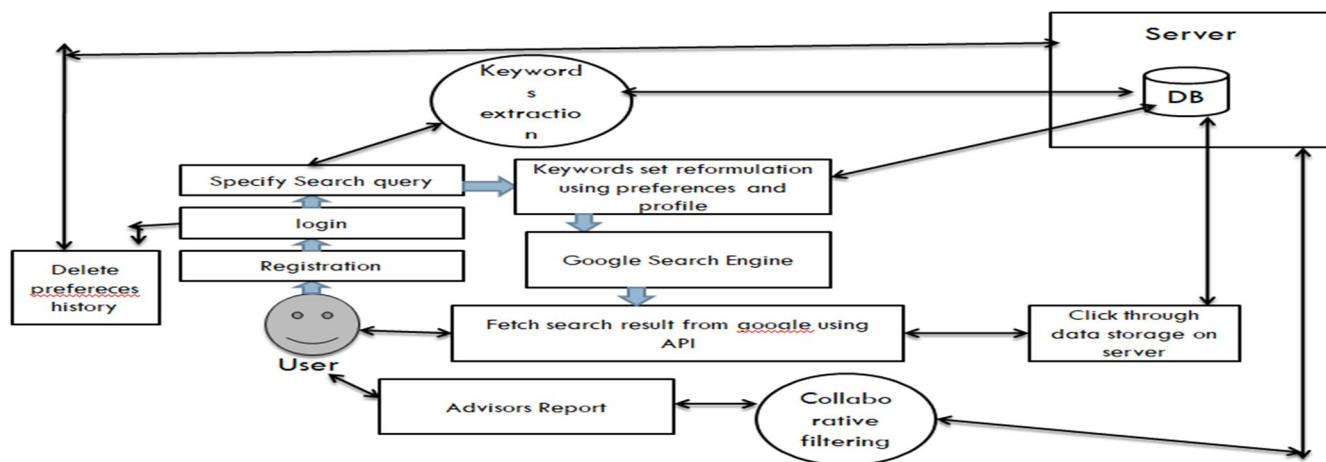 Server
DB
Keyword
s
extractio
n
Specify Search query
Keywords set reformulation
using preferences and
profile
login
Registration
Google Search Engine
Delete
prefereces
history
Fetch search result from google using
API
Click through
data storage on
server
User
Advisors Report
Collabo
rative
filtering